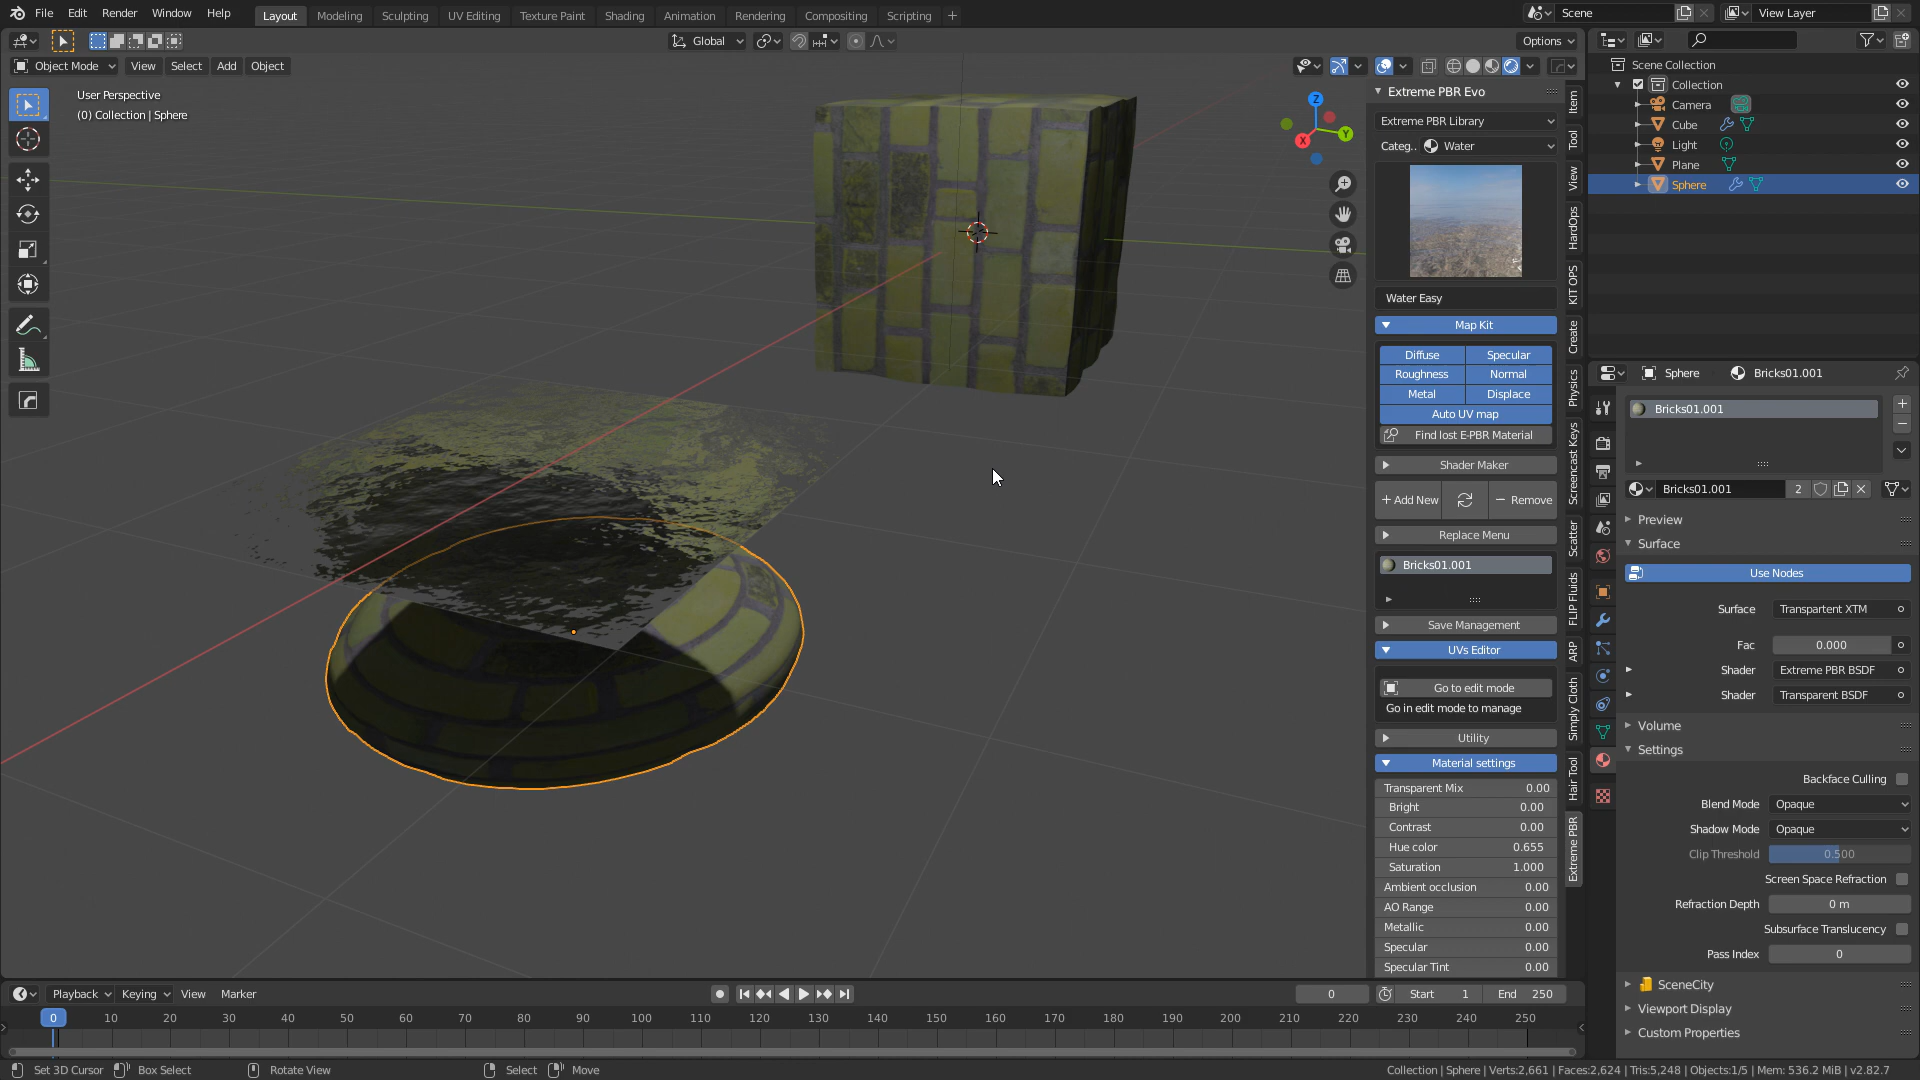 File Edit Render Window Help Layout Modeling Sculpting UV Editing Texture Paint Shading Animation Rendering Compositing Scripting + Scene View Layer
Global Options
Object Mode View Select Add Object
User Perspective
(0) Collection | Sphere
Z
Y
X
Extreme PBR Evo
Extreme PBR Library
Categ.. Water
Water Easy
Map Kit
Diffuse Specular
Roughness Normal
Metal Displace
Auto UV map
Find lost E-PBR Material
Shader Maker
+ Add New − Remove
Replace Menu
Bricks01.001
Save Management
UVs Editor
Go to edit mode
Go in edit mode to manage
Utility
Material settings
Transparent Mix 0.00
Bright 0.00
Contrast 0.00
Hue color 0.655
Saturation 1.000
Ambient occlusion 0.00
AO Range 0.00
Metallic 0.00
Specular 0.00
Specular Tint 0.00
Item
Tool
View
HardOps
KIT OPS
Create
Physics
Screencast Keys
Scatter
FLIP Fluids
ARP
Simply Cloth
Hair Tool
Extreme PBR
Scene Collection
Collection
Camera
Cube
Light
Plane
Sphere
Sphere Bricks01.001
Bricks01.001
Bricks01.001 2
Preview
Surface
Use Nodes
Surface Transpartent XTM
Fac 0.000
Shader Extreme PBR BSDF
Shader Transparent BSDF
Volume
Settings
Backface Culling
Blend Mode Opaque
Shadow Mode Opaque
Clip Threshold 0.500
Screen Space Refraction
Refraction Depth 0 m
Subsurface Translucency
Pass Index 0
SceneCity
Viewport Display
Custom Properties
Playback Keying View Marker 0 Start 1 End 250
0 10 20 30 40 50 60 70 80 90 100 110 120 130 140 150 160 170 180 190 200 210 220 230 240 250
Set 3D Cursor Box Select Rotate View Select Move Collection | Sphere | Verts:2,661 | Faces:2,624 | Tris:5,248 | Objects:1/5 | Mem: 536.2 MiB | v2.82.7